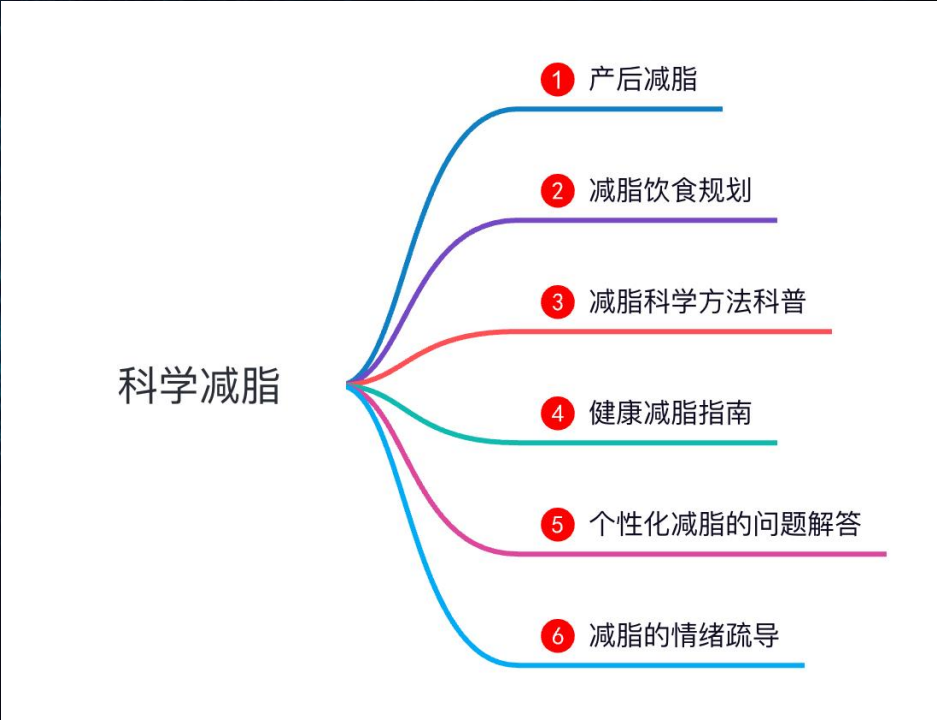 科学减脂
1 产后减脂
2 减脂饮食规划
3 减脂科学方法科普
4 健康减脂指南
5 个性化减脂的问题解答
6 减脂的情绪疏导